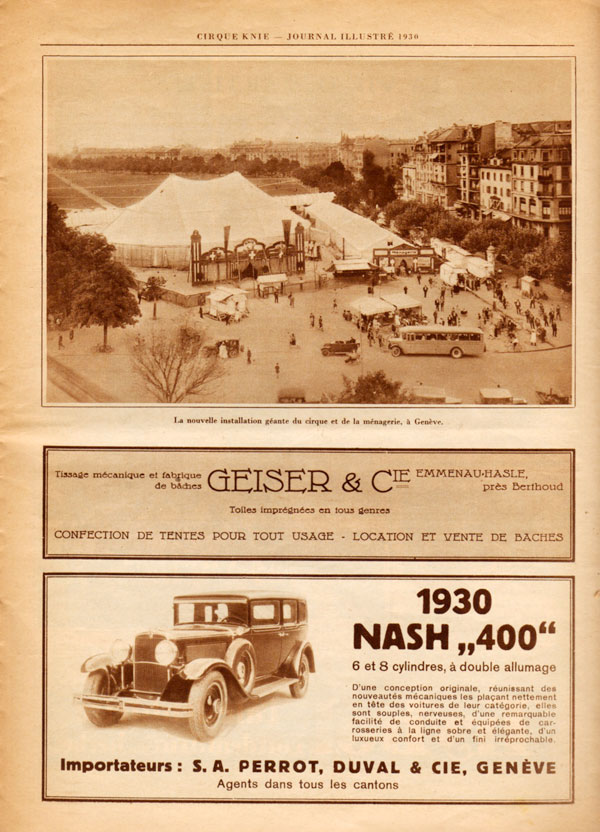 CIRQUE KNIE — JOURNAL ILLUSTRÉ 1930
La nouvelle installation géante du cirque et de la ménagerie, à Genève.
Tissage mécanique et fabrique
de bâches
GEISER & CIE
EMMENAU-HASLE,
près Berthoud
Toiles imprégnées en tous genres
CONFECTION DE TENTES POUR TOUT USAGE - LOCATION ET VENTE DE BACHES
1930
NASH „400“
6 et 8 cylindres, à double allumage
D'une conception originale, réunissant des
nouveautés mécaniques les plaçant nettement
en tête des voitures de leur catégorie, elles
sont souples, nerveuses, d'une remarquable
facilité de conduite et équipées de car-
rosseries à la ligne sobre et élégante, d'un
luxueux confort et d'un fini irréprochable.
Importateurs : S. A. PERROT, DUVAL & CIE, GENÈVE
Agents dans tous les cantons